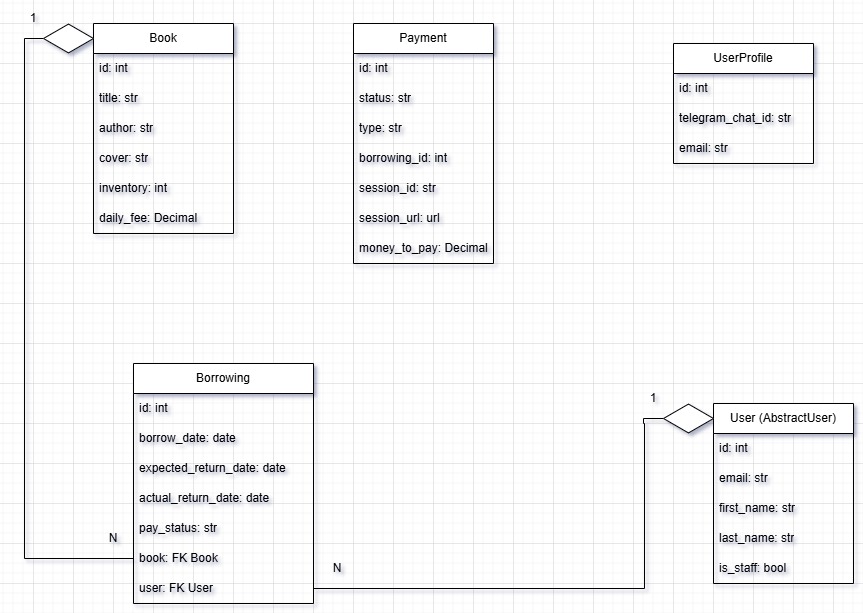 1
Book
id: int
title: str
author: str
cover: str
inventory: int
daily_fee: Decimal
Payment
id: int
status: str
type: str
borrowing_id: int
session_id: str
session_url: url
money_to_pay: Decimal
UserProfile
id: int
telegram_chat_id: str
email: str
Borrowing
id: int
borrow_date: date
expected_return_date: date
actual_return_date: date
pay_status: str
N
book: FK Book
user: FK User
N
1
User (AbstractUser)
id: int
email: str
first_name: str
last_name: str
is_staff: bool